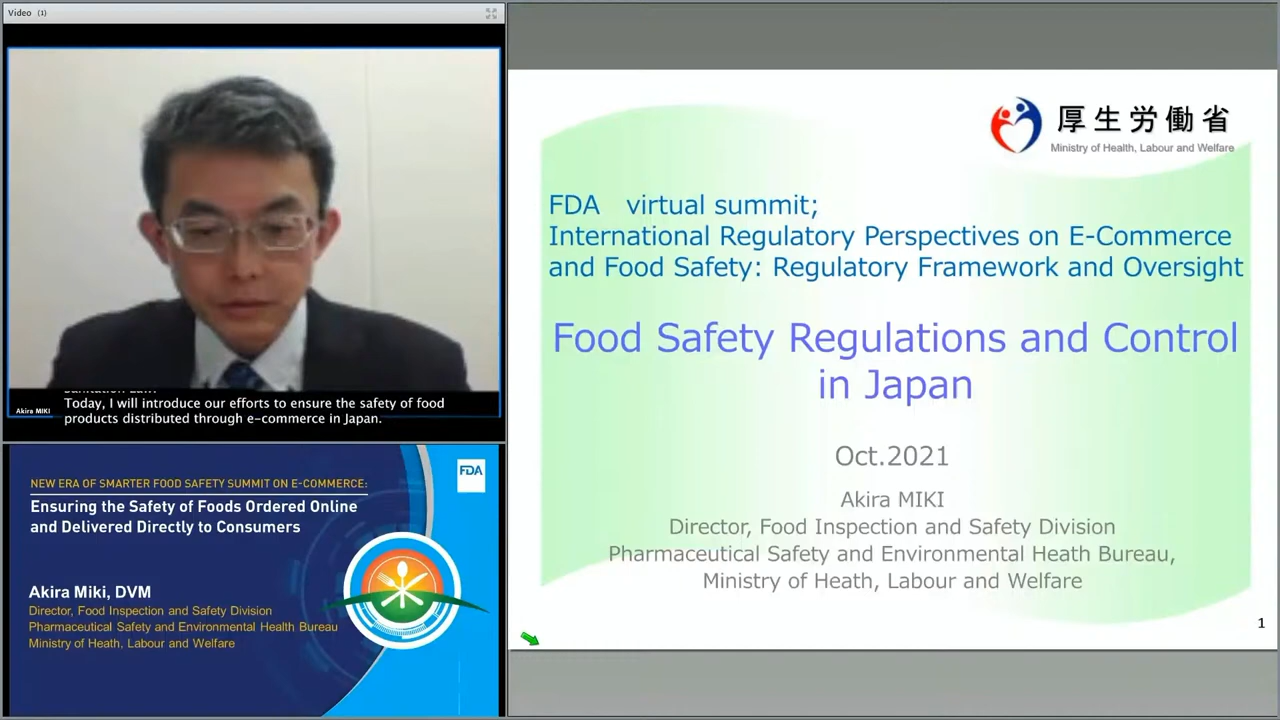 Video (1)
Sanitation Law.
Today, I will introduce our efforts to ensure the safety of food
products distributed through e-commerce in Japan.
Akira MIKI
FDA
NEW ERA OF SMARTER FOOD SAFETY SUMMIT ON E-COMMERCE:
Ensuring the Safety of Foods Ordered Online
and Delivered Directly to Consumers
Akira Miki, DVM
Director, Food Inspection and Safety Division
Pharmaceutical Safety and Environmental Health Bureau
Ministry of Heath, Labour and Welfare
厚生労働省
Ministry of Health, Labour and Welfare
FDA virtual summit;
International Regulatory Perspectives on E-Commerce
and Food Safety: Regulatory Framework and Oversight
Food Safety Regulations and Control
in Japan
Oct.2021
Akira MIKI
Director, Food Inspection and Safety Division
Pharmaceutical Safety and Environmental Heath Bureau,
Ministry of Heath, Labour and Welfare
1